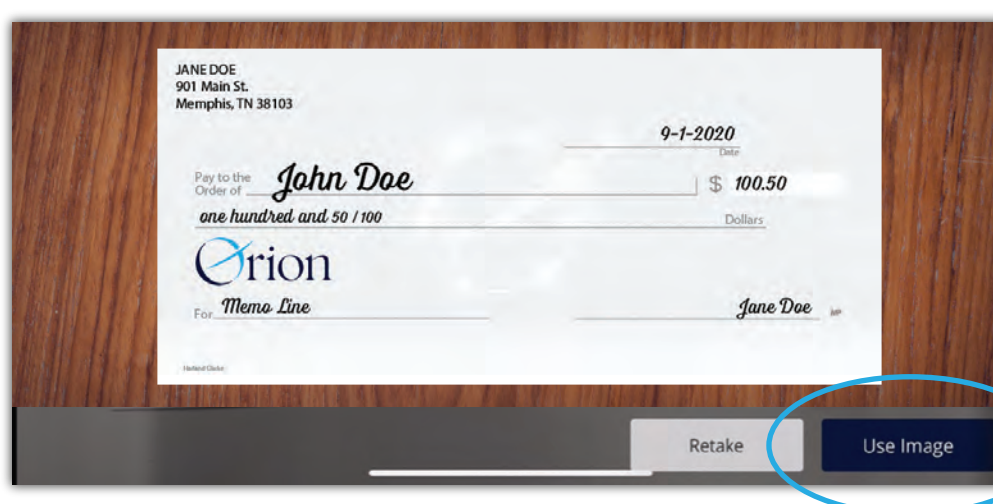 JANE DOE
901 Main St.
Memphis, TN 38103
9-1-2020
Date
Pay to the
Order of John Doe $ 100.50
one hundred and 50 / 100 Dollars
Orion
For Memo Line Jane Doe MP
Retake Use Image